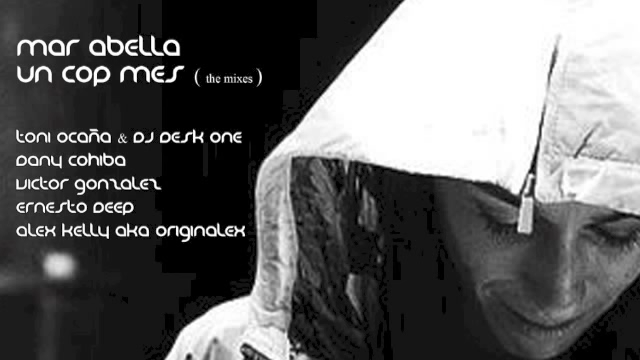 mar abella
un cop mes ( the mixes )
toni ocaña & DJ Desk one
Dany cohiba
victor gonzalez
ernesto Deep
alex kelly aka originalex